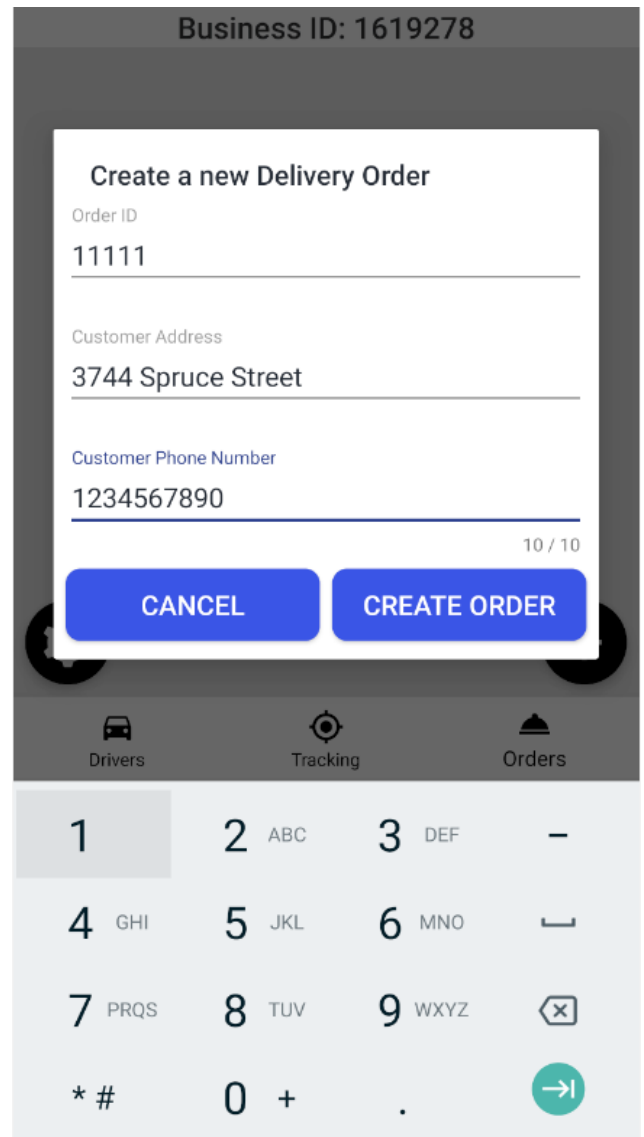 Business ID: 1619278
Create a new Delivery Order
Order ID
11111
Customer Address
3744 Spruce Street
Customer Phone Number
1234567890
10 / 10
CANCEL CREATE ORDER
Drivers Tracking Orders
1 2 ABC 3 DEF –
4 GHI 5 JKL 6 MNO
7 PRQS 8 TUV 9 WXYZ
* # 0 + .